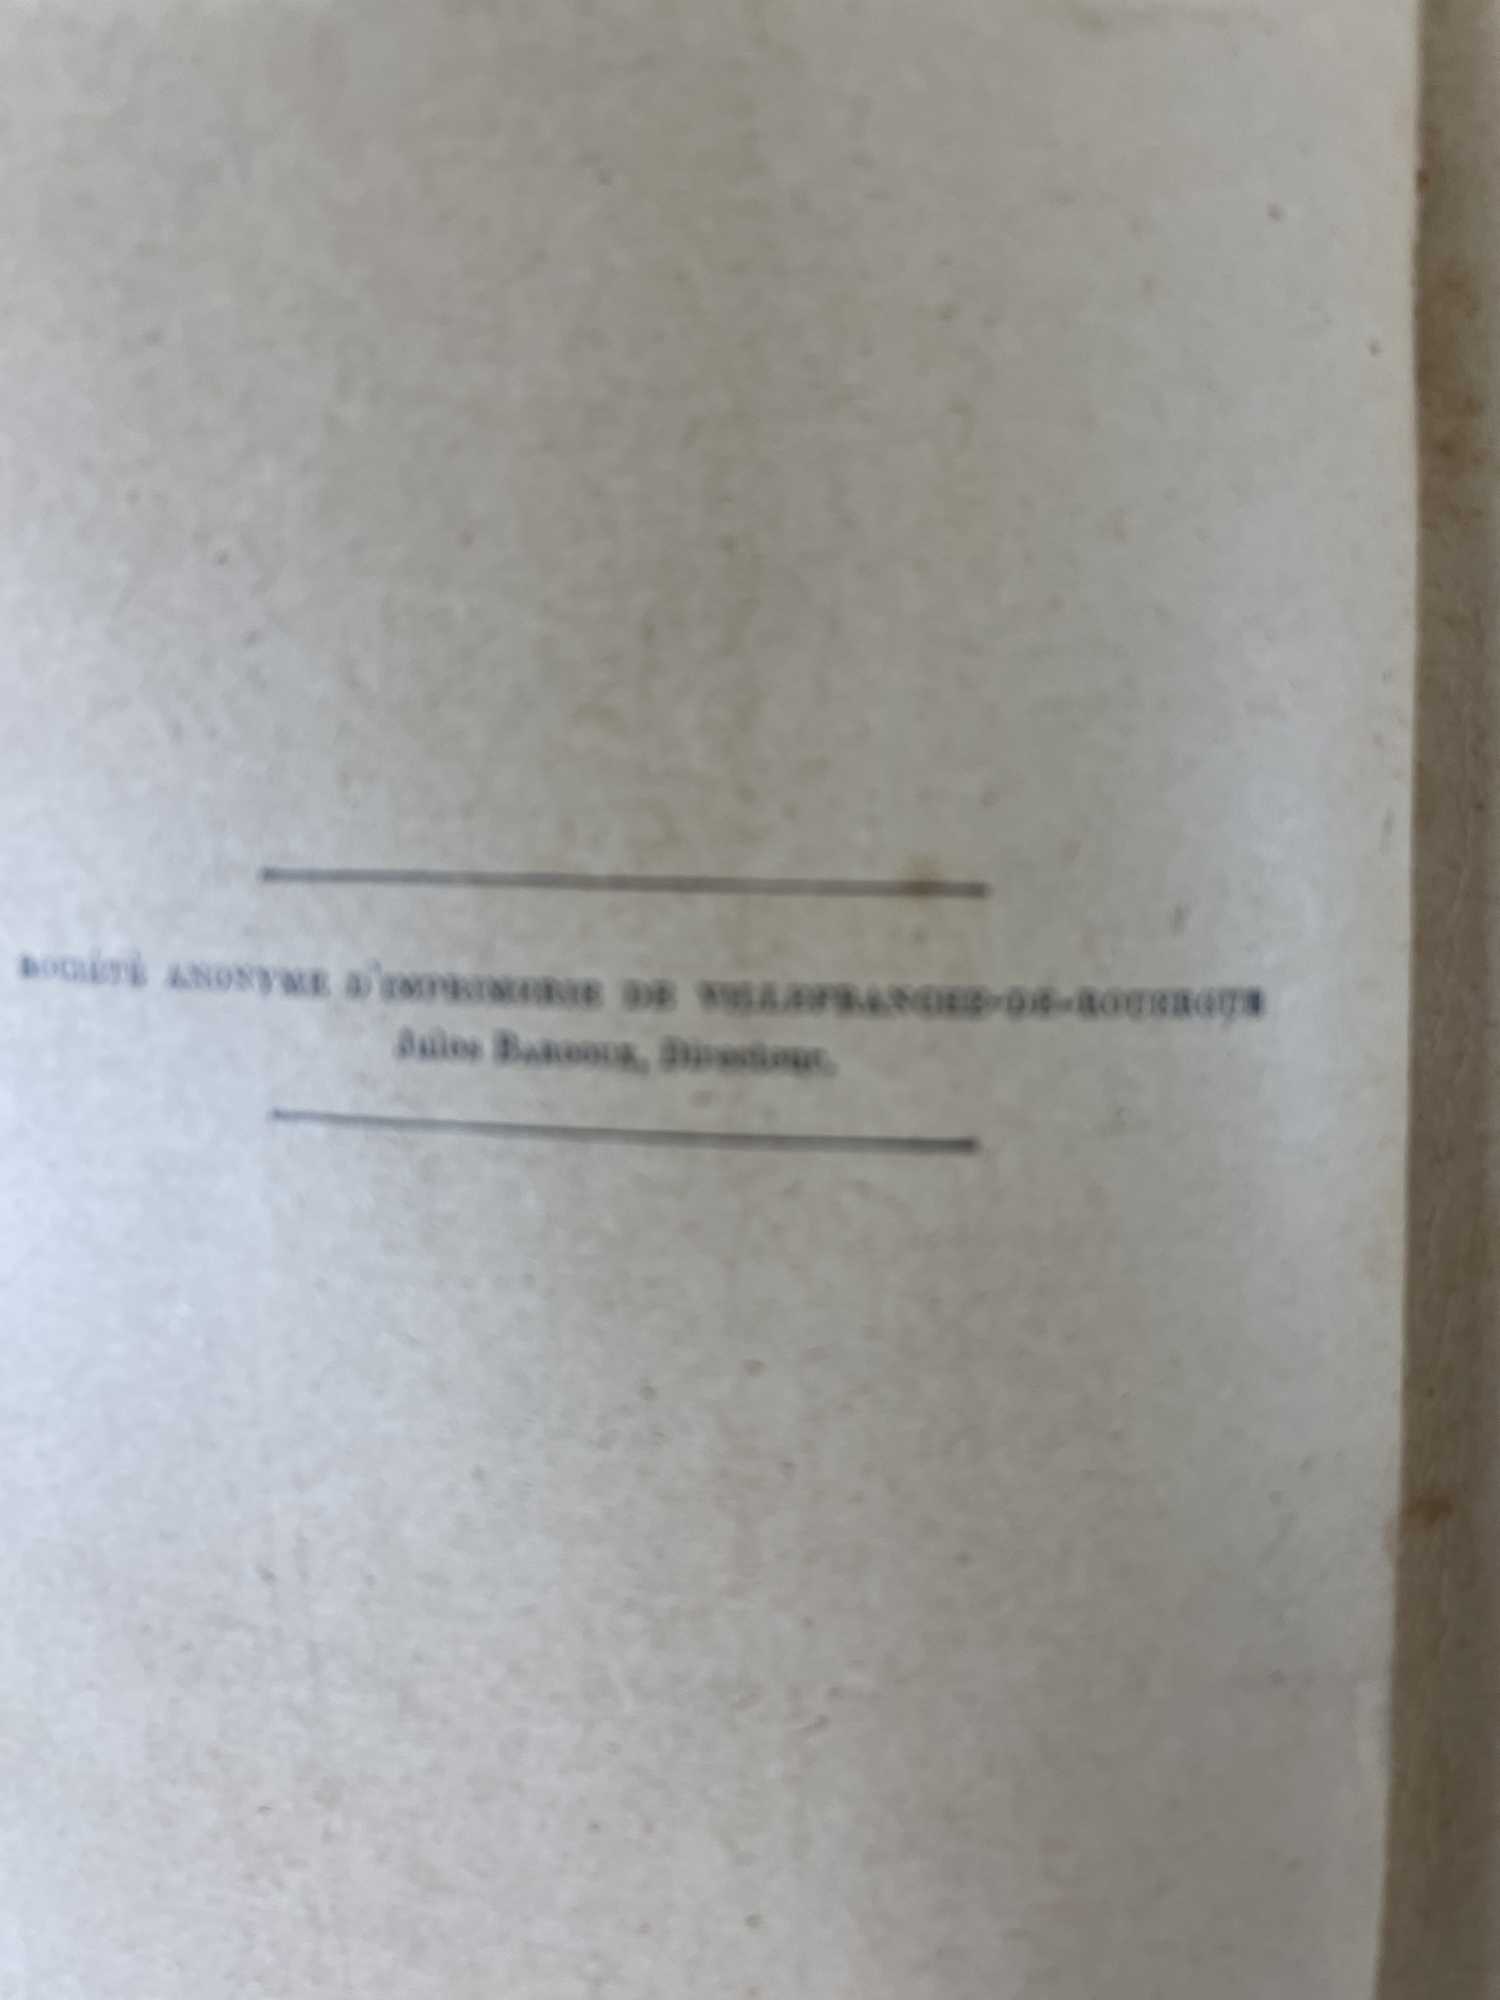 SOCIÉTÉ ANONYME D'IMPRIMERIE DE VILLEFRANCHE-DE-ROUERGUE
Jules BARDOUX, Directeur.